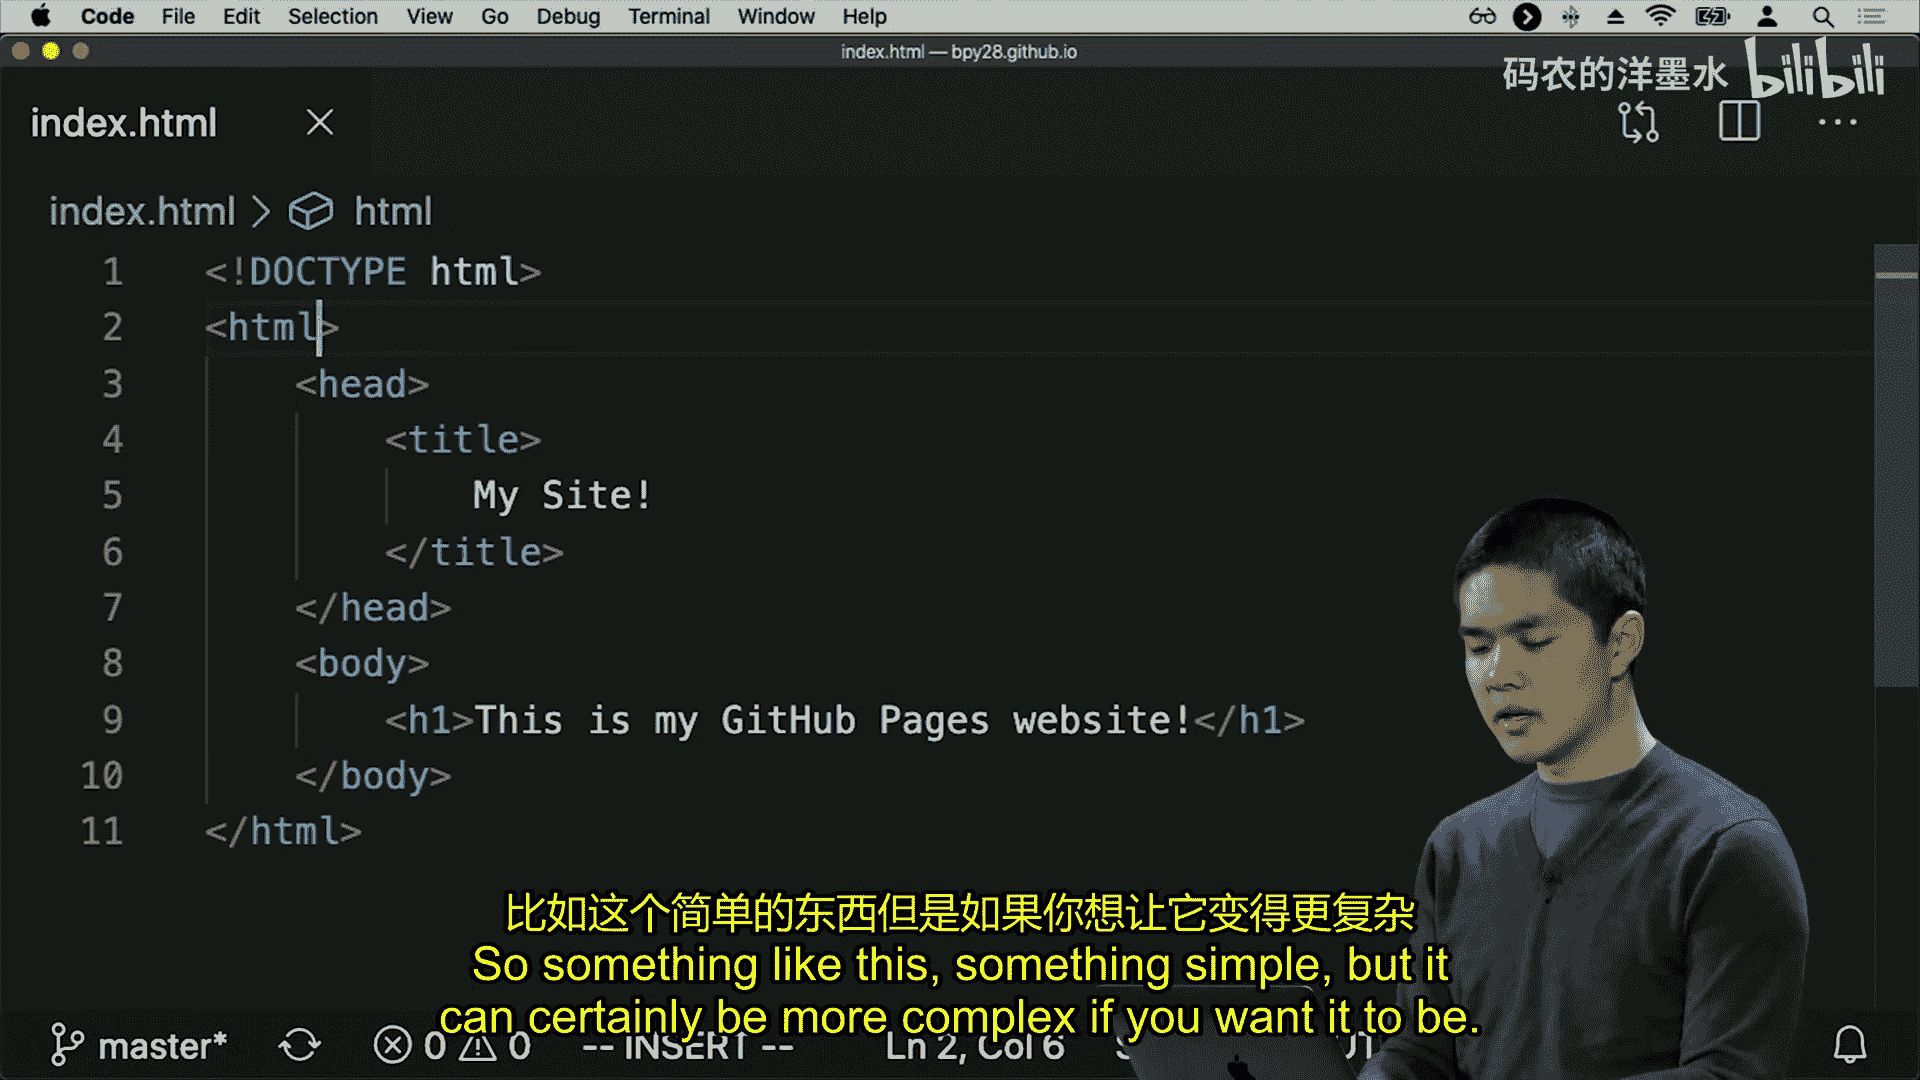 Code File Edit Selection View Go Debug Terminal Window Help
index.html — bpy28.github.io
码农的洋墨水 bilibili
index.html
index.html > html
1 <!DOCTYPE html>
2 <html>
3 <head>
4 <title>
5 My Site!
6 </title>
7 </head>
8 <body>
9 <h1>This is my GitHub Pages website!</h1>
10 </body>
11 </html>
比如这个简单的东西但是如果你想让它变得更复杂
So something like this, something simple, but it
can certainly be more complex if you want it to be.
master* 0 0 -- INSERT -- Ln 2, Col 6